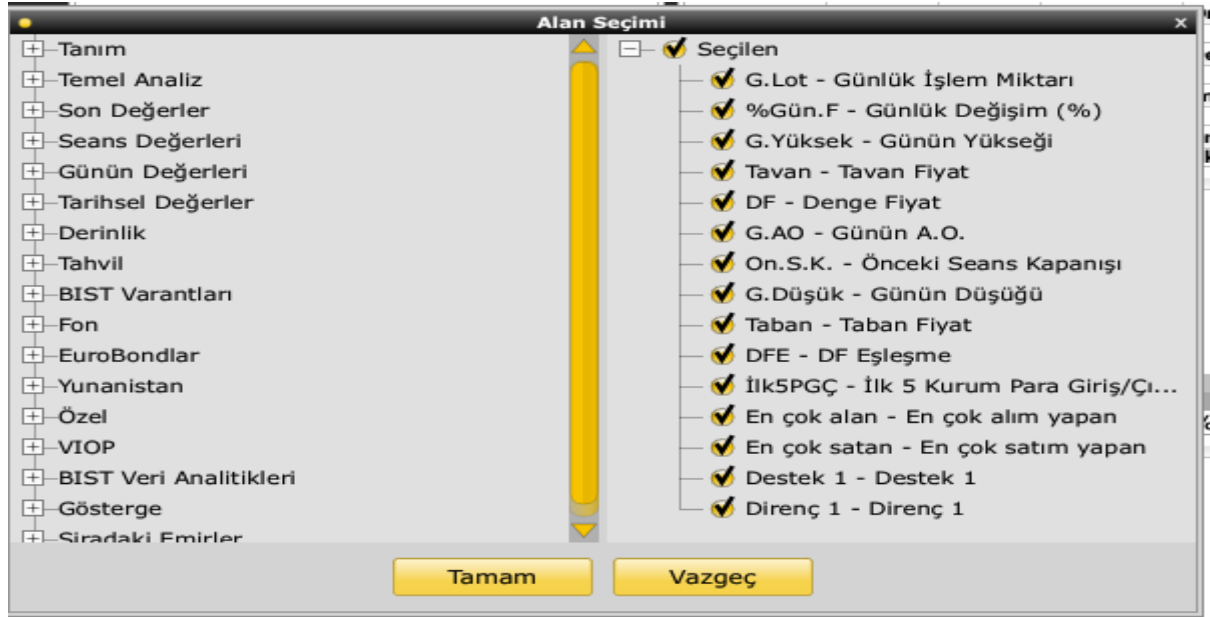 Alan Seçimi
Tanım
Temel Analiz
Son Değerler
Seans Değerleri
Günün Değerleri
Tarihsel Değerler
Derinlik
Tahvil
BIST Varantları
Fon
EuroBondlar
Yunanistan
Özel
VIOP
BIST Veri Analitikleri
Gösterge
Siradaki Emirler
Seçilen
G.Lot - Günlük İşlem Miktarı
%Gün.F - Günlük Değişim (%)
G.Yüksek - Günün Yükseği
Tavan - Tavan Fiyat
DF - Denge Fiyat
G.AO - Günün A.O.
On.S.K. - Önceki Seans Kapanışı
G.Düşük - Günün Düşüğü
Taban - Taban Fiyat
DFE - DF Eşleşme
İlk5PGÇ - İlk 5 Kurum Para Giriş/Çı...
En çok alan - En çok alım yapan
En çok satan - En çok satım yapan
Destek 1 - Destek 1
Direnç 1 - Direnç 1
Tamam
Vazgeç